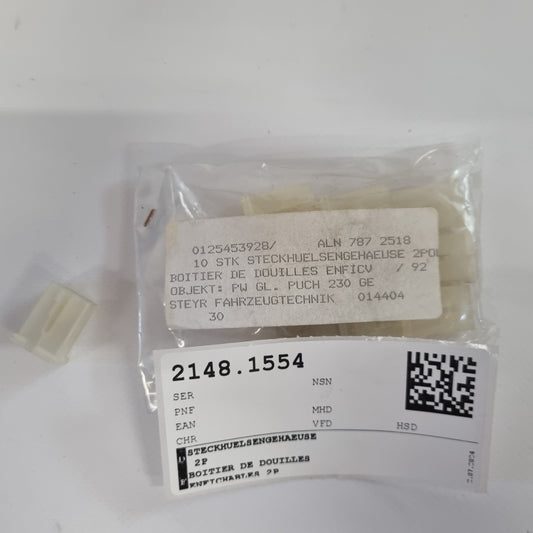 0125453928/ ALN 787 2518
10 STK STECKHUELSENGEHAEUSE 2POL
BOITIER DE DOUILLES ENFICV / 92
OBJEKT: PW GL. PUCH 230 GE
STEYR FAHRZEUGTECHNIK 014404
30
2148.1554
NSN
SER
PNF MHD
EAN VFD HSD
CHR
D STECKHUELSENGEHAEUSE
2P
F BOITIER DE DOUILLES
ENFICHABLES 2P